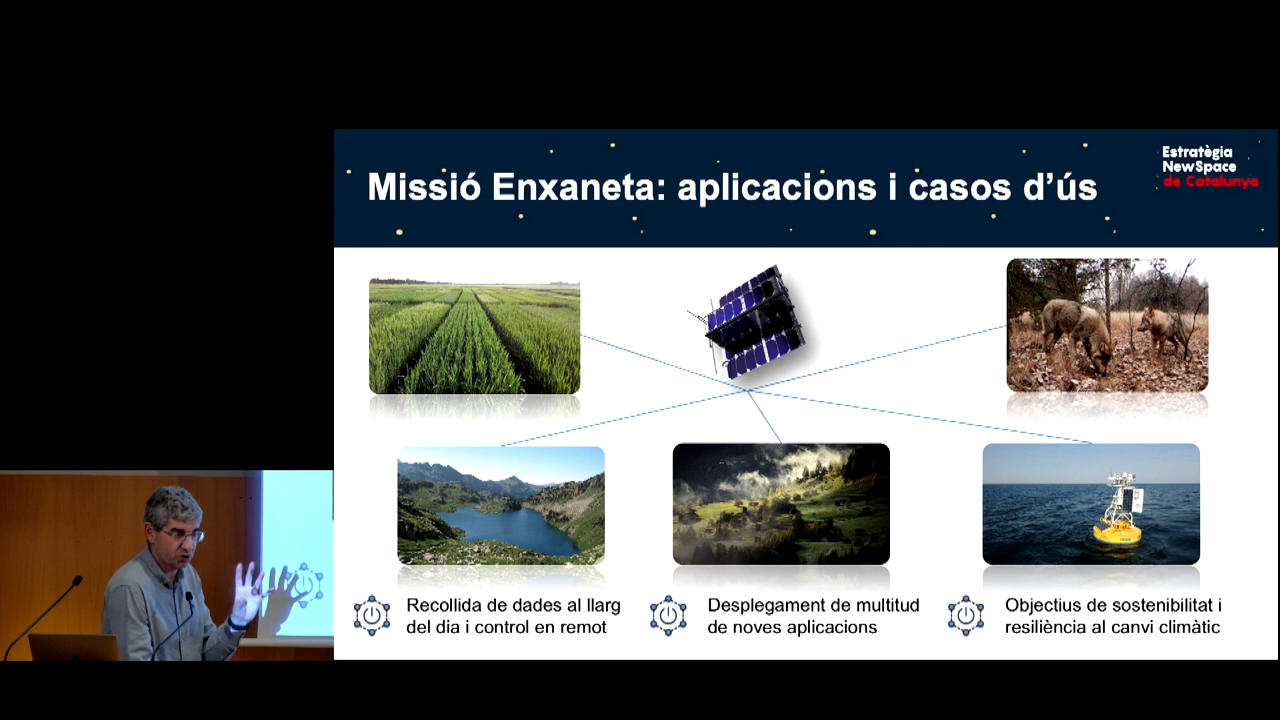 Missió Enxaneta: aplicacions i casos d'ús
Estratègia
NewSpace
de Catalunya
Recollida de dades al llarg
del dia i control en remot
Desplegament de multitud
de noves aplicacions
Objectius de sostenibilitat i
resiliència al canvi climàtic